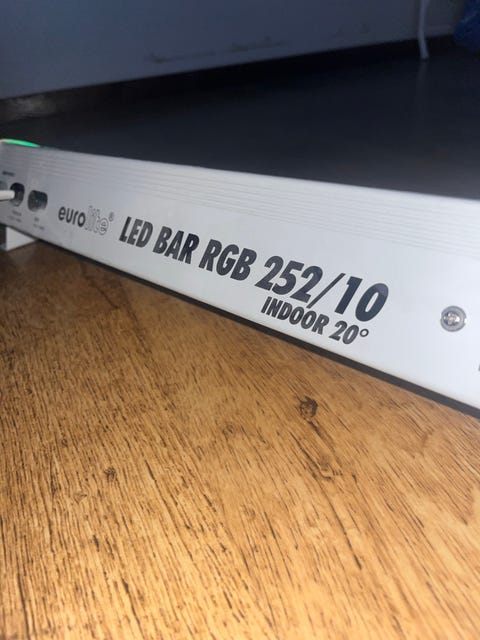 eurolite®
LED BAR RGB 252/10
INDOOR 20°